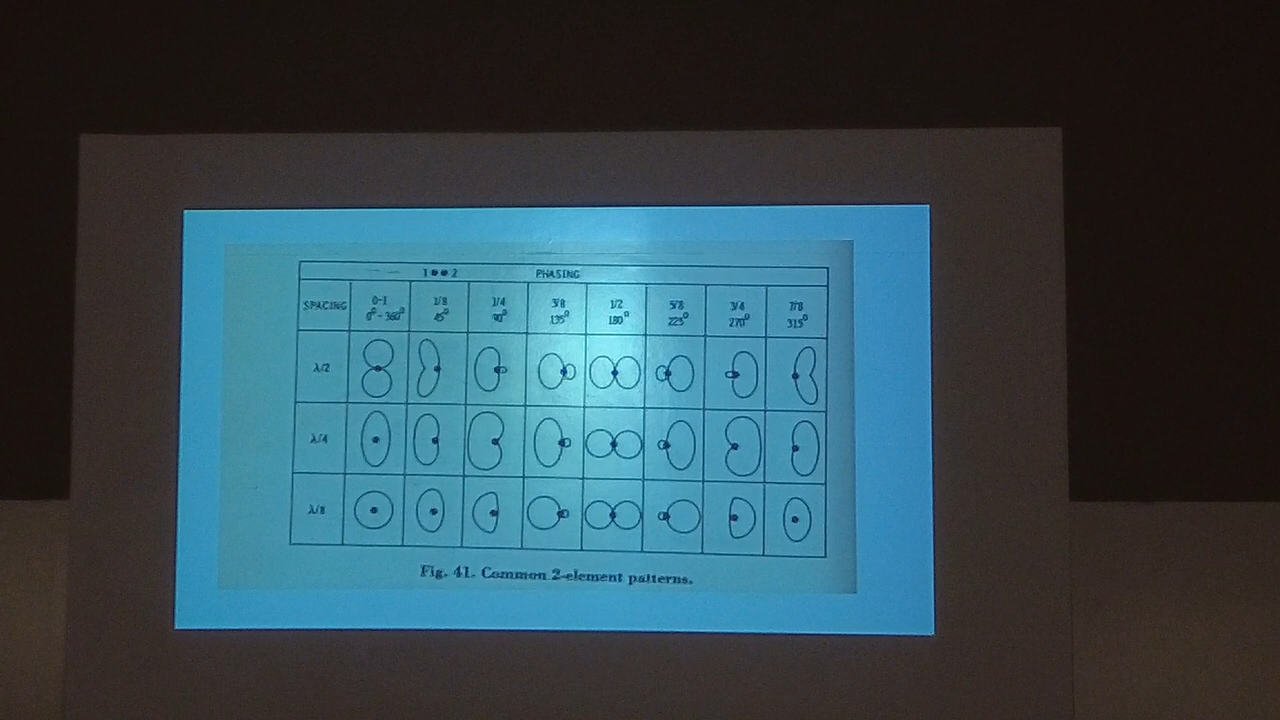 1 2 PHASING
SPACING 0-1 1/8 1/4 3/8 1/2 5/8 3/4 7/8
0° - 360° 45° 90° 135° 180° 225° 270° 315°
λ/2
λ/4
λ/8
Fig. 41. Common 2-element patterns.